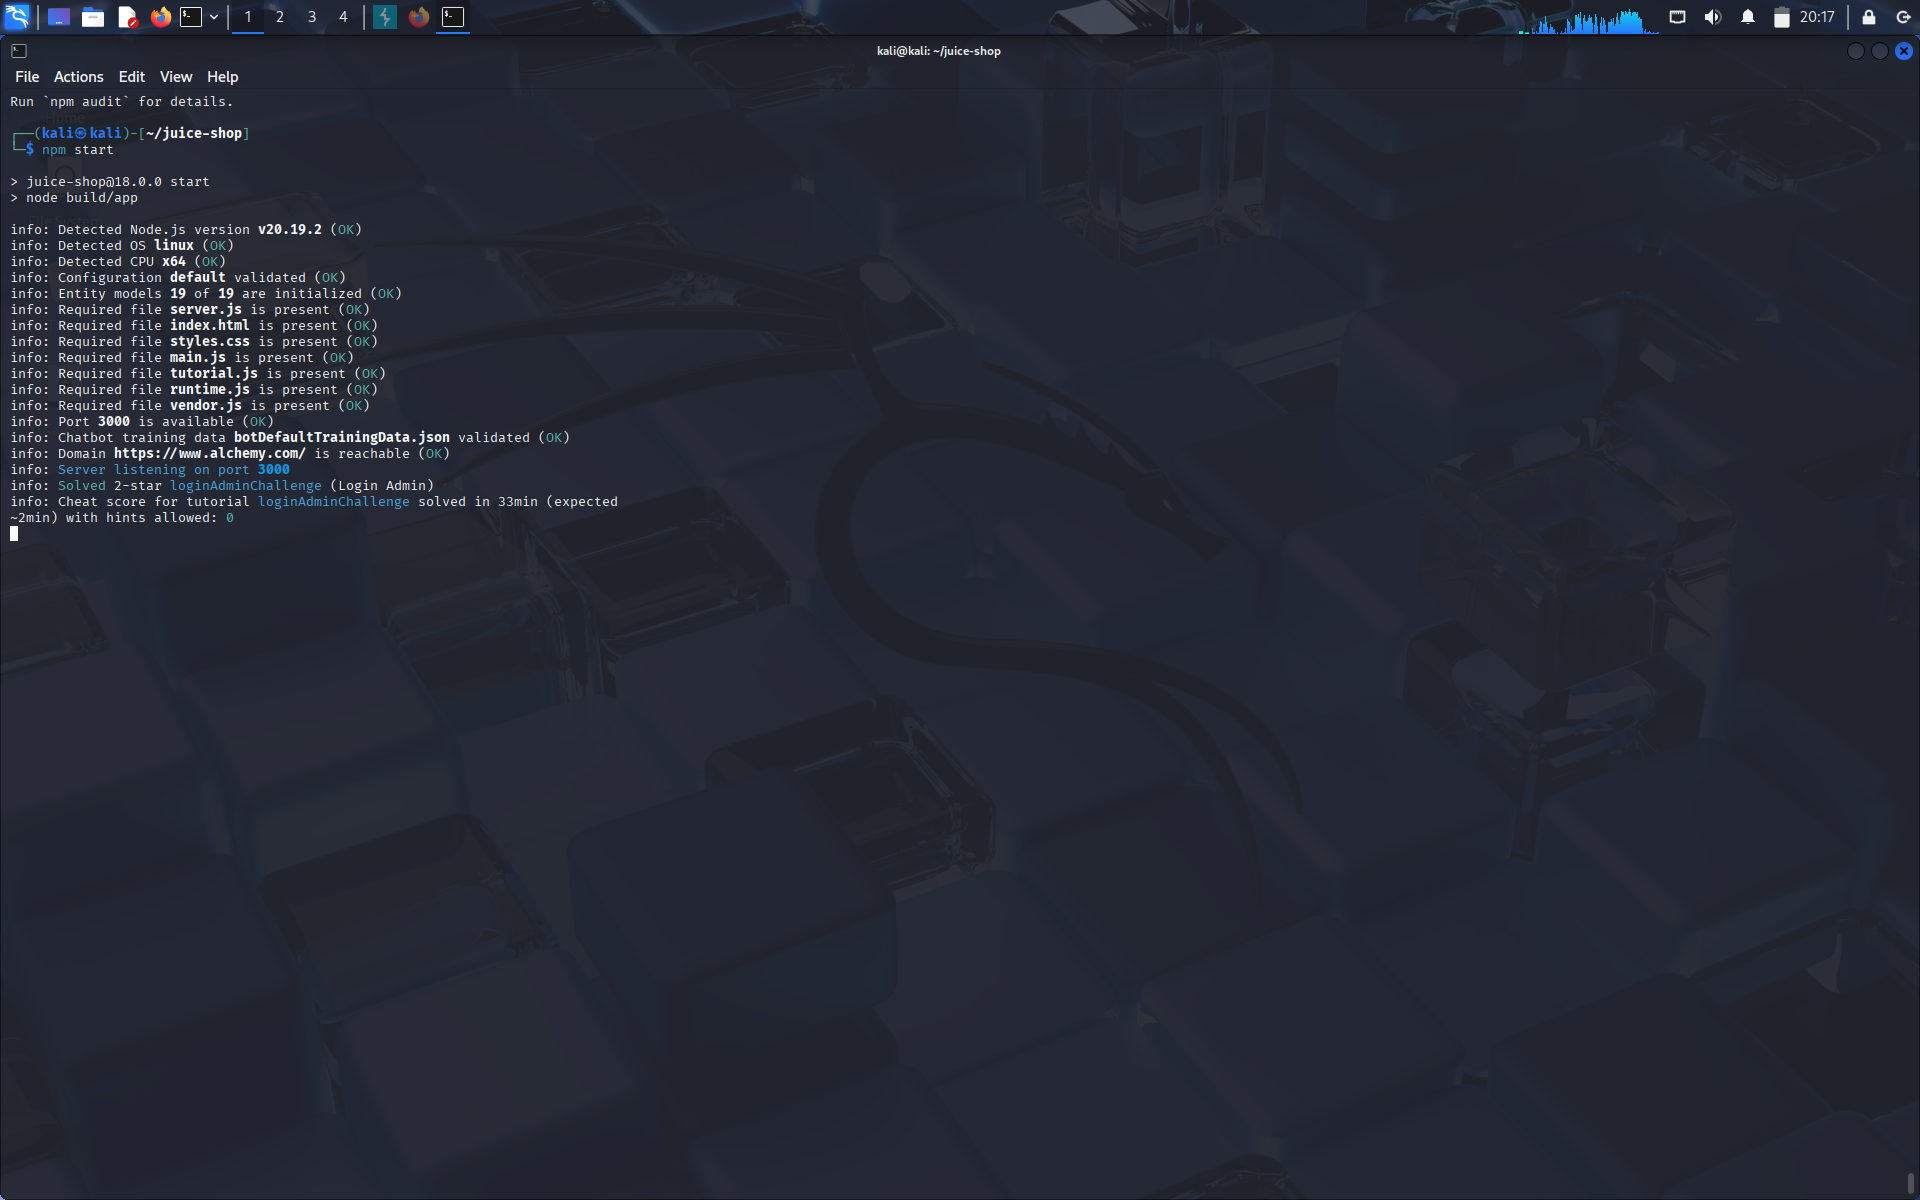 1 2 3 4 20:17
kali@kali: ~/juice-shop
File Actions Edit View Help
Run `npm audit` for details.
Home
┌──(kali㉿kali)-[~/juice-shop]
└─$ npm start
> juice-shop@18.0.0 start
> node build/app
File System
info: Detected Node.js version v20.19.2 (OK)
info: Detected OS linux (OK)
info: Detected CPU x64 (OK)
info: Configuration default validated (OK)
info: Entity models 19 of 19 are initialized (OK)
info: Required file server.js is present (OK)
info: Required file index.html is present (OK)
info: Required file styles.css is present (OK)
info: Required file main.js is present (OK)
info: Required file tutorial.js is present (OK)
info: Required file runtime.js is present (OK)
info: Required file vendor.js is present (OK)
info: Port 3000 is available (OK)
info: Chatbot training data botDefaultTrainingData.json validated (OK)
info: Domain https://www.alchemy.com/ is reachable (OK)
info: Server listening on port 3000
info: Solved 2-star loginAdminChallenge (Login Admin)
info: Cheat score for tutorial loginAdminChallenge solved in 33min (expected
~2min) with hints allowed: 0